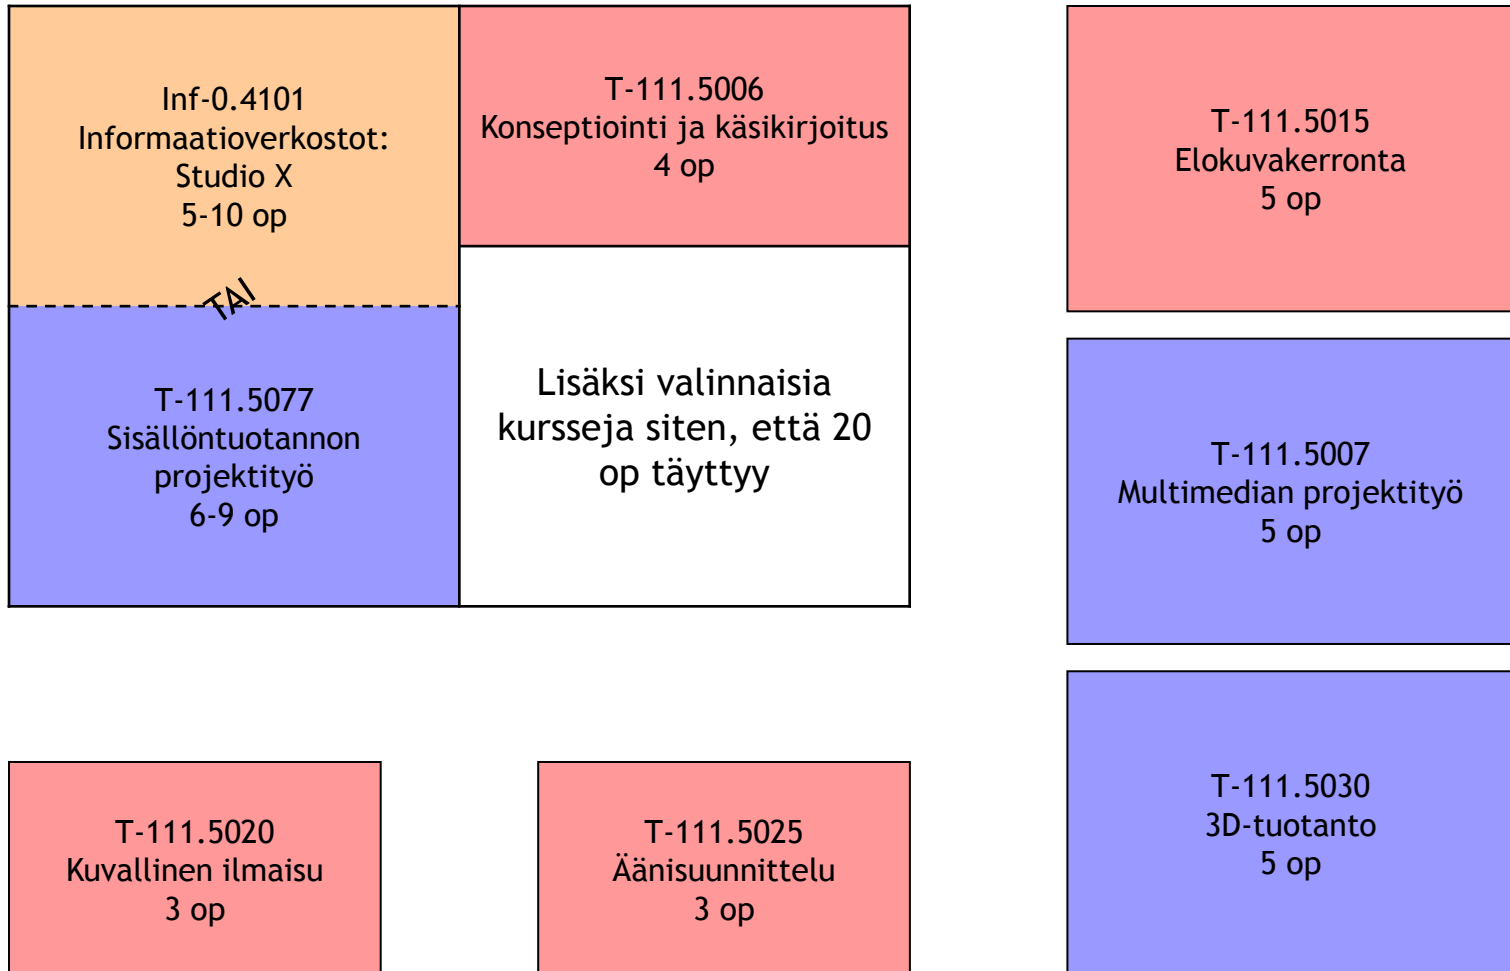 Inf-0.4101
Informaatioverkostot:
Studio X
5-10 op
TAI
T-111.5077
Sisällöntuotannon
projektityö
6-9 op
T-111.5006
Konseptiointi ja käsikirjoitus
4 op
Lisäksi valinnaisia
kursseja siten, että 20
op täyttyy
T-111.5015
Elokuvakerronta
5 op
T-111.5007
Multimedian projektityö
5 op
T-111.5030
3D-tuotanto
5 op
T-111.5020
Kuvallinen ilmaisu
3 op
T-111.5025
Äänisuunnittelu
3 op